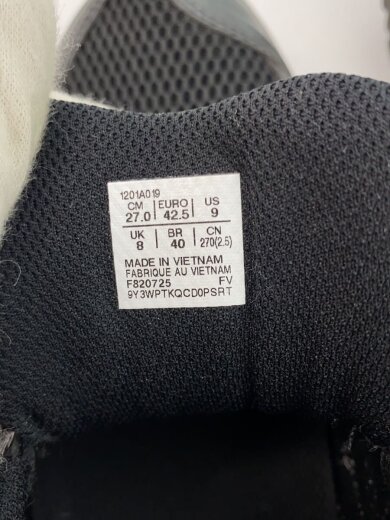 1201A019
CM | EURO | US
27.0 | 42.5 | 9
UK | BR | CN
8 | 40 | 270(2.5)
MADE IN VIETNAM
FABRIQUE AU VIETNAM
F820725 FV
9Y3WPTKQCD0PSRT